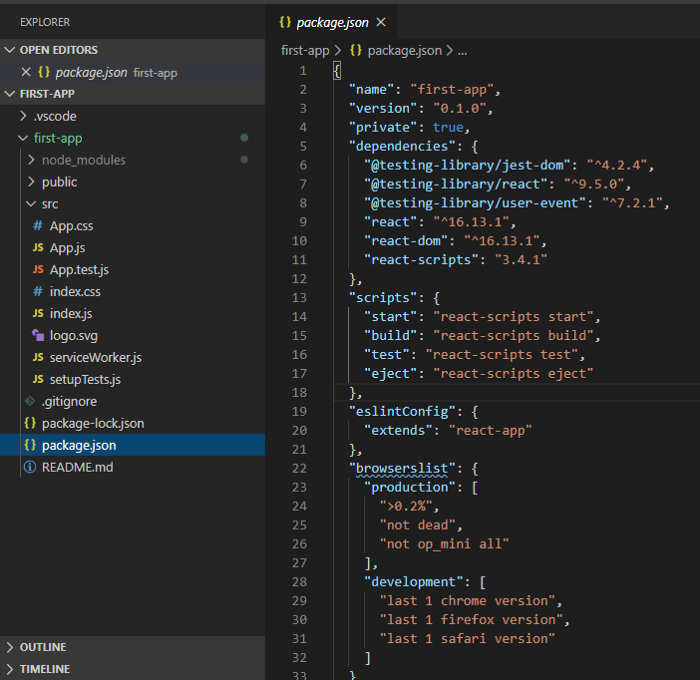 EXPLORER
OPEN EDITORS
package.json first-app
FIRST-APP
.vscode
first-app
node_modules
public
src
# App.css
JS App.js
JS App.test.js
# index.css
JS index.js
logo.svg
JS serviceWorker.js
JS setupTests.js
.gitignore
{} package-lock.json
{} package.json
README.md
OUTLINE
TIMELINE
{} package.json
first-app > {} package.json > ...
1 {
2 "name": "first-app",
3 "version": "0.1.0",
4 "private": true,
5 "dependencies": {
6 "@testing-library/jest-dom": "^4.2.4",
7 "@testing-library/react": "^9.5.0",
8 "@testing-library/user-event": "^7.2.1",
9 "react": "^16.13.1",
10 "react-dom": "^16.13.1",
11 "react-scripts": "3.4.1"
12 },
13 "scripts": {
14 "start": "react-scripts start",
15 "build": "react-scripts build",
16 "test": "react-scripts test",
17 "eject": "react-scripts eject"
18 },
19 "eslintConfig": {
20 "extends": "react-app"
21 },
22 "browserslist": {
23 "production": [
24 ">0.2%",
25 "not dead",
26 "not op_mini all"
27 ],
28 "development": [
29 "last 1 chrome version",
30 "last 1 firefox version",
31 "last 1 safari version"
32 ]
33 }